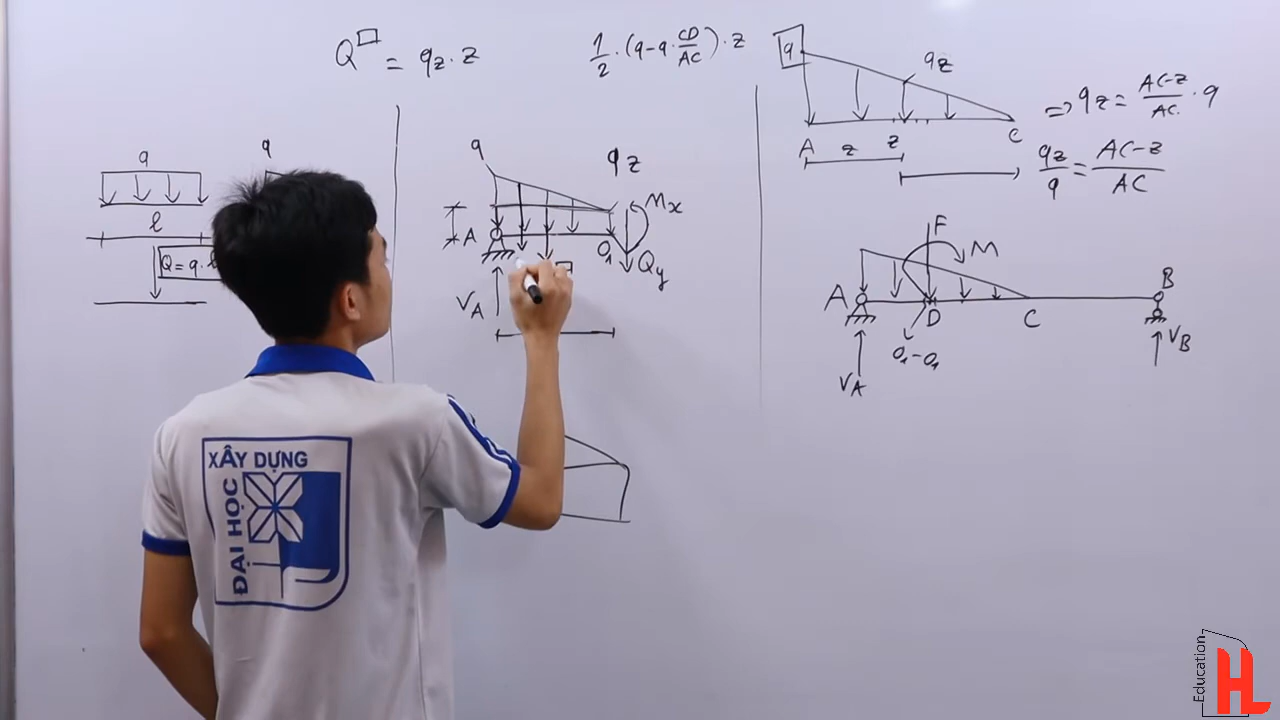 Q□ = qz . z
1/2 . (q - q . CD/AC) . z
q
qz
A
z
z
C
=> qz = AC-z/AC . q
qz/q = AC-z/AC
q
l
Q = q .
q
q
qz
Mx
A
O1
Qy
VA
F
M
A
D
C
B
O1 - O1
VA
VB
XÂY DỰNG
ĐẠI HỌC
Education
HL